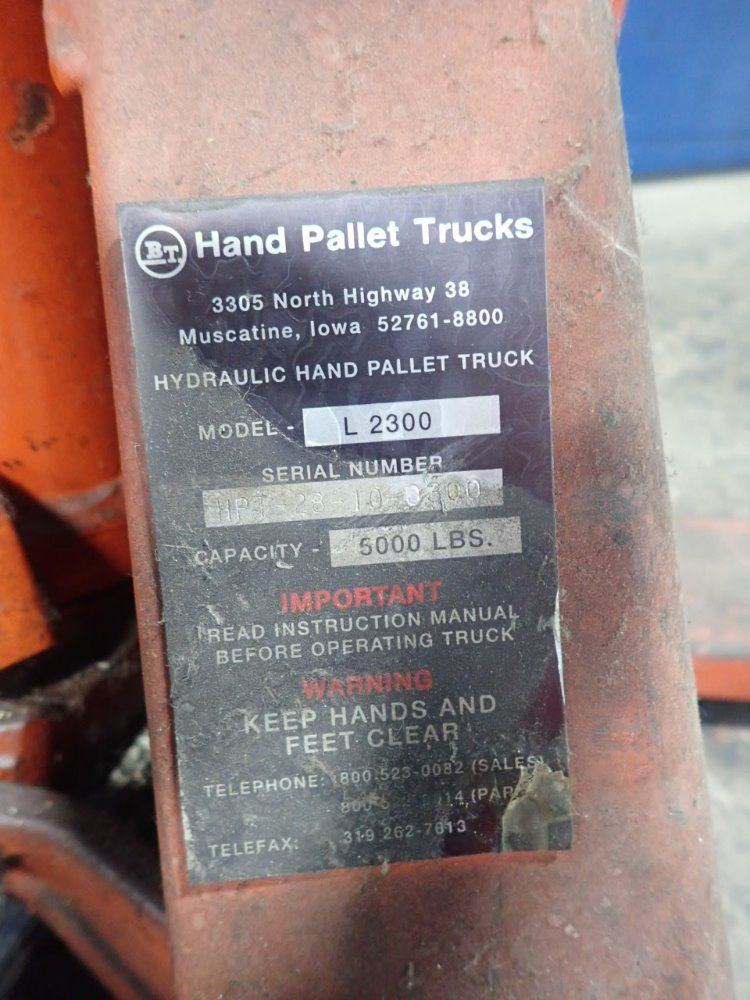 B.T. Hand Pallet Trucks
3305 North Highway 38
Muscatine, Iowa 52761-8800
HYDRAULIC HAND PALLET TRUCK
MODEL - L 2300
SERIAL NUMBER
CAPACITY - 5000 LBS.
IMPORTANT
READ INSTRUCTION MANUAL
BEFORE OPERATING TRUCK
WARNING
KEEP HANDS AND
FEET CLEAR
TELEPHONE: 800 523-0082 (SALES)
TELEFAX: 319 262-7613